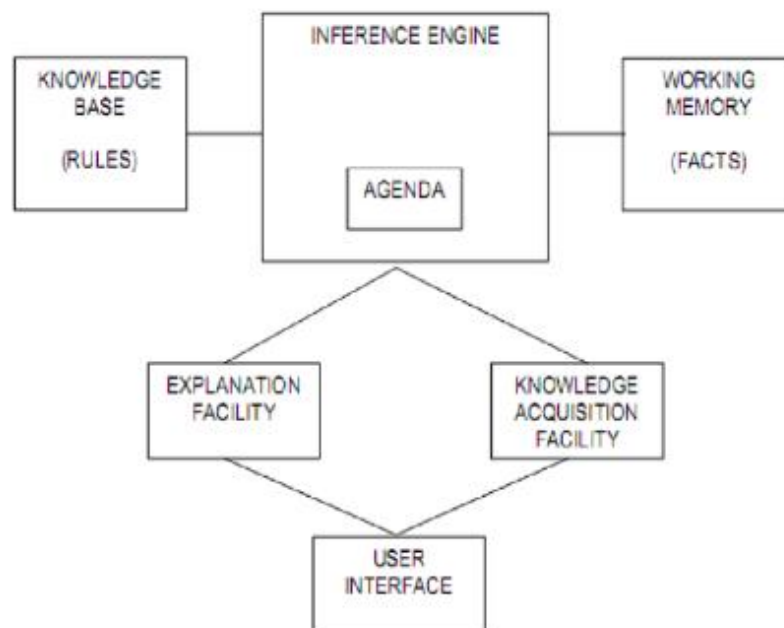 INFERENCE ENGINE
KNOWLEDGE
BASE
(RULES)
WORKING
MEMORY
(FACTS)
AGENDA
EXPLANATION
FACILITY
KNOWLEDGE
ACQUISITION
FACILITY
USER
INTERFACE